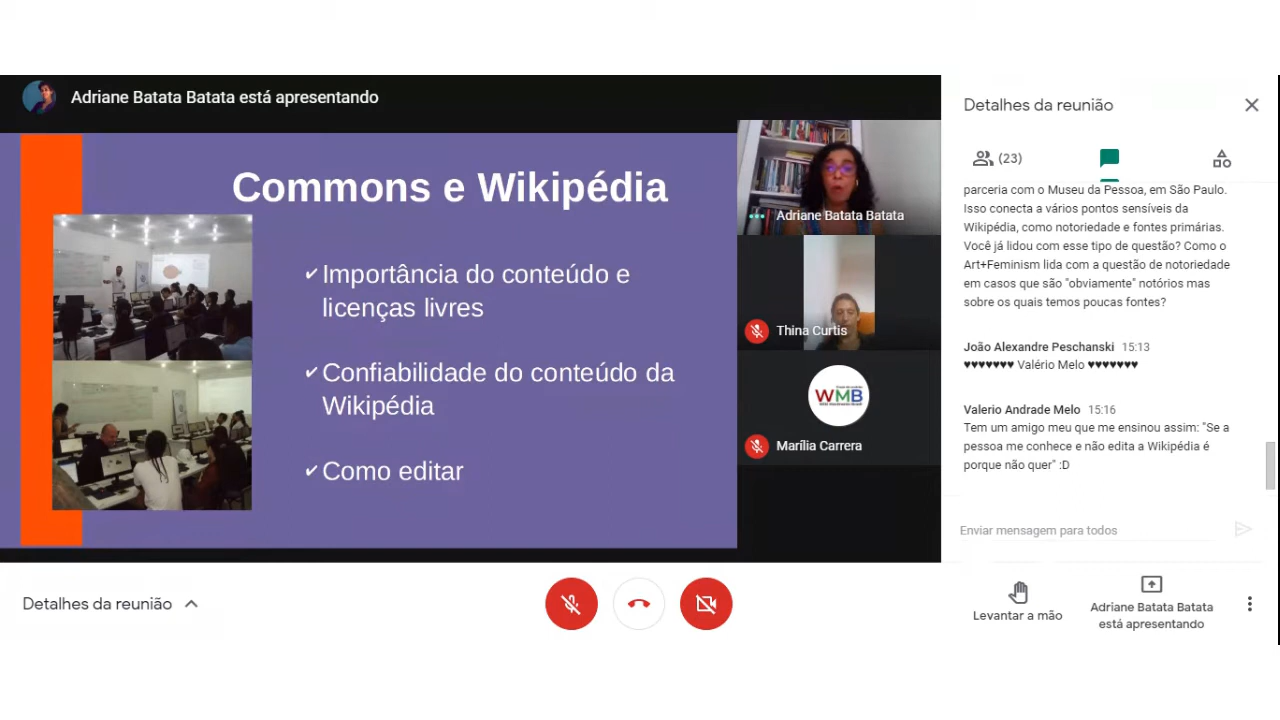 Adriane Batata Batata está apresentando
Commons e Wikipédia
✔Importância do conteúdo e
licenças livres
✔Confiabilidade do conteúdo da
Wikipédia
✔Como editar
Adriane Batata Batata
Thina Curtis
WMB
Marília Carrera
Detalhes da reunião
(23)
parceria com o Museu da Pessoa, em São Paulo.
Isso conecta a vários pontos sensíveis da
Wikipédia, como notoriedade e fontes primárias.
Você já lidou com esse tipo de questão? Como o
Art+Feminism lida com a questão de notoriedade
em casos que são "obviamente" notórios mas
sobre os quais temos poucas fontes?
João Alexandre Peschanski 15:13
♥♥♥♥♥♥♥ Valério Melo ♥♥♥♥♥♥♥
Valerio Andrade Melo 15:16
Tem um amigo meu que me ensinou assim: "Se a
pessoa me conhece e não edita a Wikipédia é
porque não quer" :D
Enviar mensagem para todos
Detalhes da reunião
Levantar a mão
Adriane Batata Batata
está apresentando